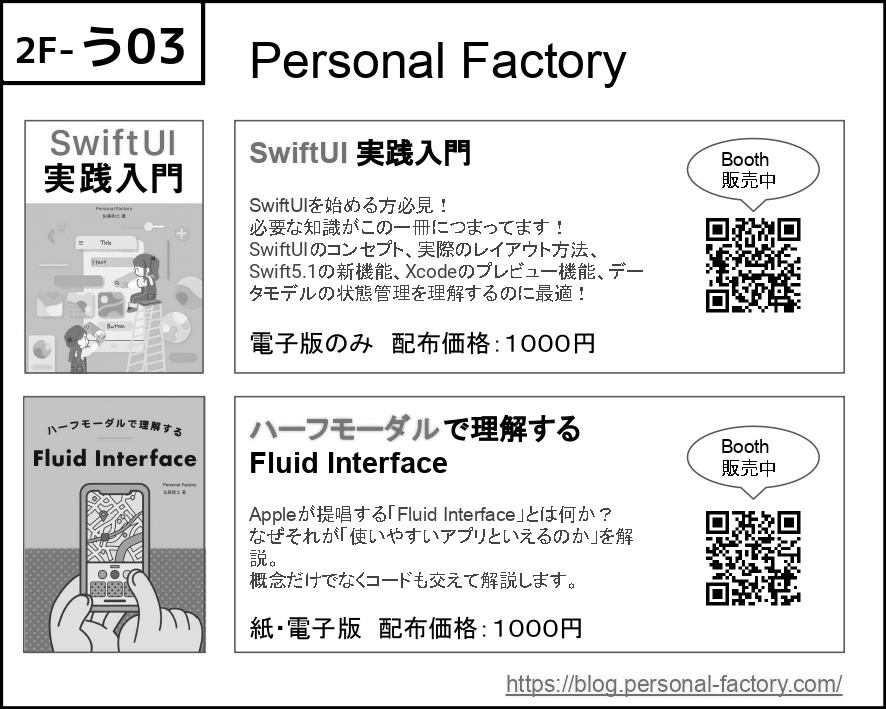 2F-う03
Personal Factory
SwiftUI
実践入門
Personal Factory
佐藤剛士 著
Title
text
Button
SwiftUI 実践入門
SwiftUIを始める方必見！
必要な知識がこの一冊につまってます！
SwiftUIのコンセプト、実際のレイアウト方法、
Swift5.1の新機能、Xcodeのプレビュー機能、デー
タモデルの状態管理を理解するのに最適！
電子版のみ　配布価格：１０００円
Booth
販売中
ハーフモーダルで理解する
Fluid Interface
Personal Factory
佐藤剛士 著
ハーフモーダルで理解する
Fluid Interface
Appleが提唱する「Fluid Interface」とは何か？
なぜそれが「使いやすいアプリといえるのか」を解
説。
概念だけでなくコードも交えて解説します。
紙・電子版　配布価格：１０００円
Booth
販売中
https://blog.personal-factory.com/